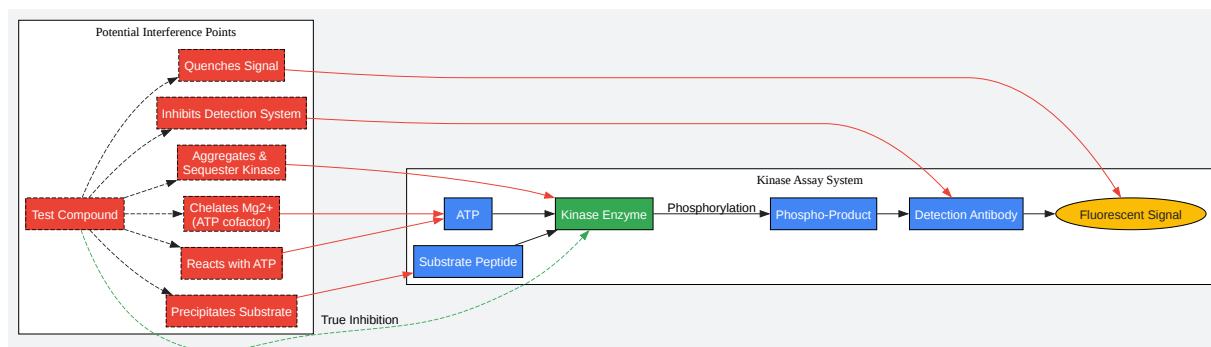 Potential Interference Points
Quenches Signal
Inhibits Detection System
Aggregates &
Sequester Kinase
Test Compound
Chelates Mg2+
(ATP cofactor)
Reacts with ATP
Precipitates Substrate
True Inhibition
Kinase Assay System
ATP
Substrate Peptide
Kinase Enzyme
Phosphorylation
Phospho-Product
Detection Antibody
Fluorescent Signal